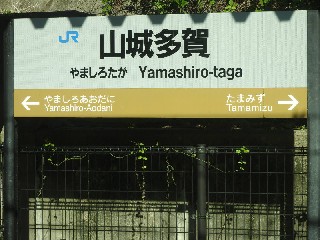 JR
山城多賀
やましろたか Yamashiro-taga
やましろあおだに たまみず
Yamashiro-Aodani Tamamizu